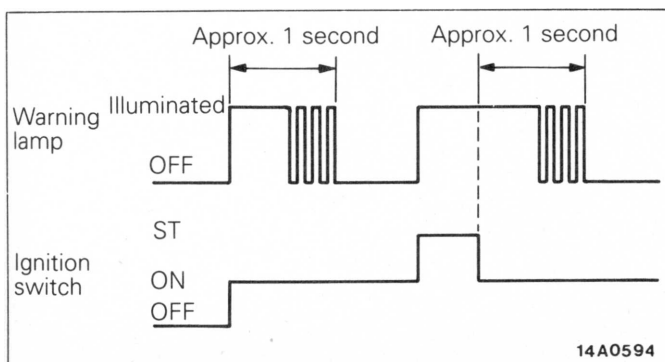 Approx. 1 second Approx. 1 second
Warning lamp
Illuminated
OFF
Ignition switch
ST
ON
OFF
14A0594